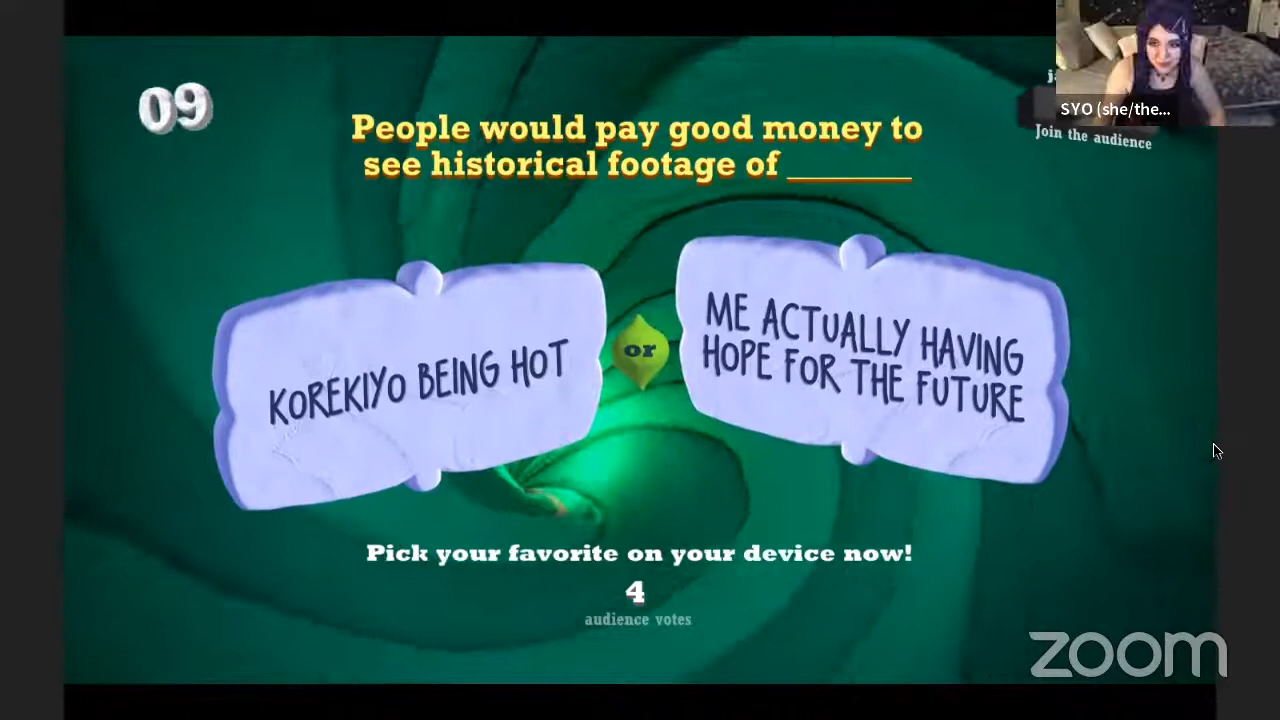 09
People would pay good money to
see historical footage of ______
SYO (she/the...
Join the audience
KOREKIYO BEING HOT
or
ME ACTUALLY HAVING
HOPE FOR THE FUTURE
Pick your favorite on your device now!
4
audience votes
zoom